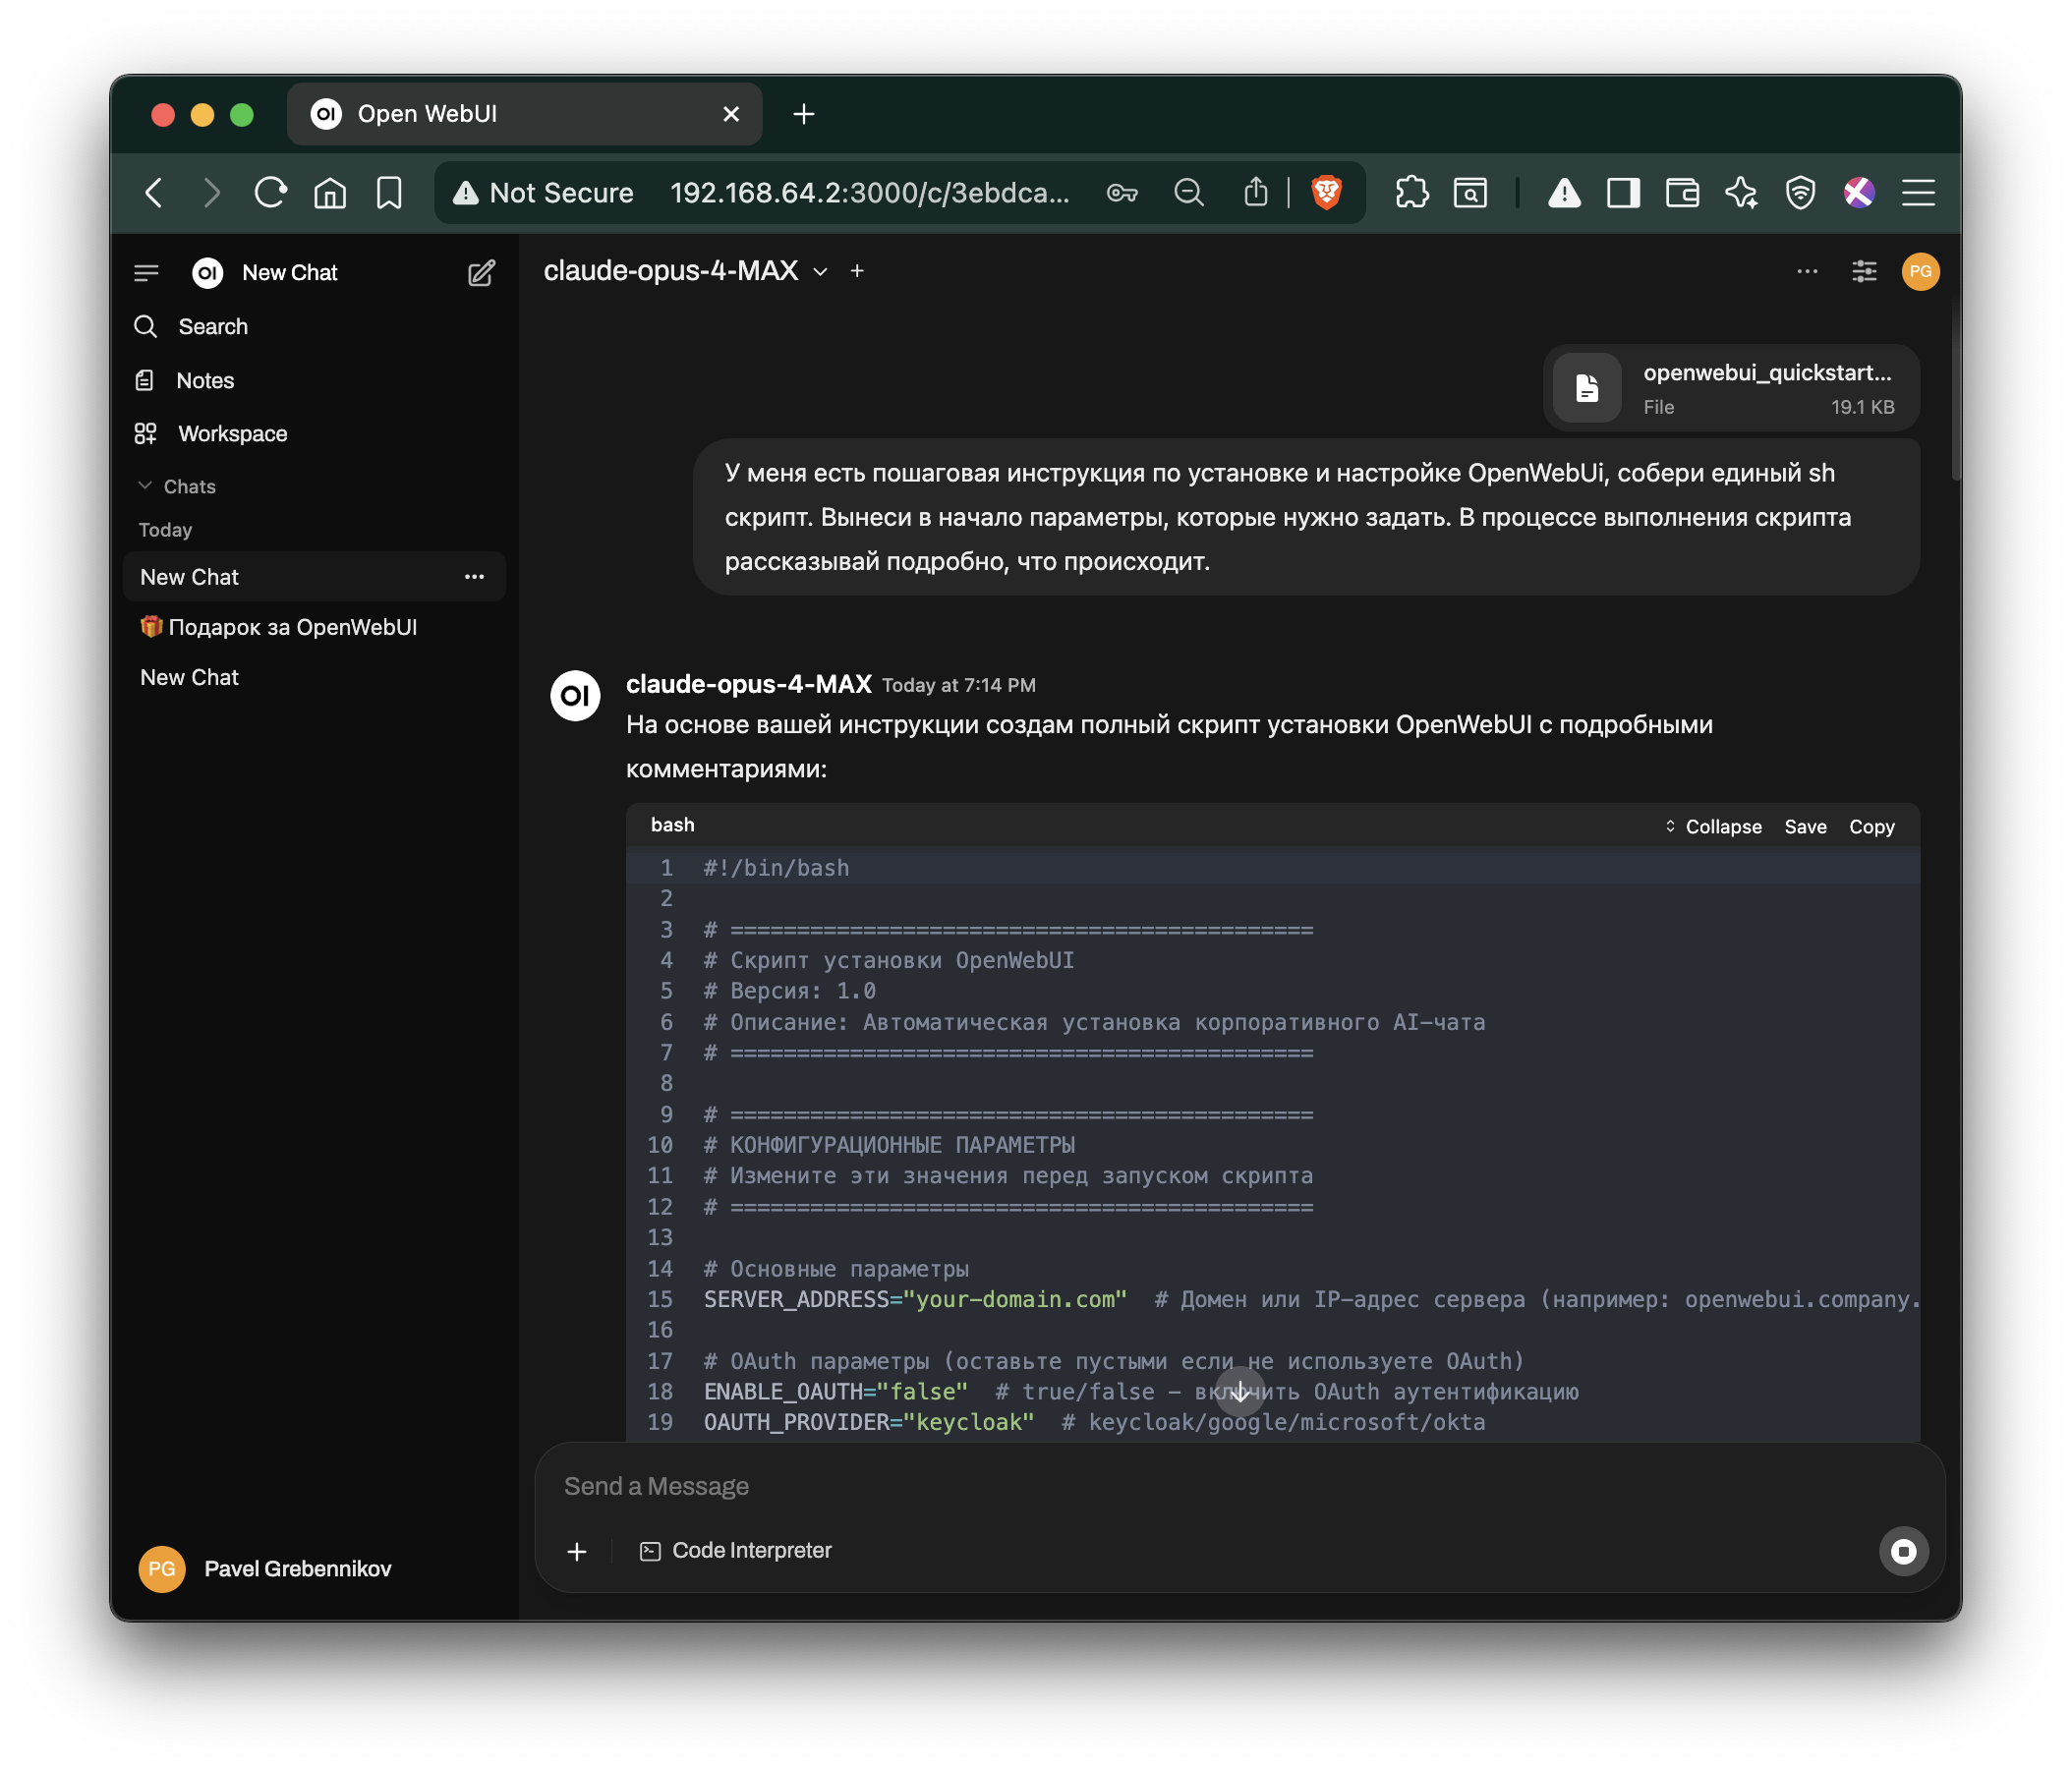 OI Open WebUI
Not Secure 192.168.64.2:3000/c/3ebdca...
OI New Chat
Search
Notes
Workspace
Chats
Today
New Chat
🎁 Подарок за OpenWebUI
New Chat
PG Pavel Grebennikov
claude-opus-4-MAX
PG
openwebui_quickstart...
File 19.1 KB
У меня есть пошаговая инструкция по установке и настройке OpenWebUi, собери единый sh
скрипт. Вынеси в начало параметры, которые нужно задать. В процессе выполнения скрипта
рассказывай подробно, что происходит.
OI claude-opus-4-MAX Today at 7:14 PM
На основе вашей инструкции создам полный скрипт установки OpenWebUI с подробными
комментариями:
bash Collapse Save Copy
1 #!/bin/bash
2
3 # ============================================
4 # Скрипт установки OpenWebUI
5 # Версия: 1.0
6 # Описание: Автоматическая установка корпоративного AI-чата
7 # ============================================
8
9 # ============================================
10 # КОНФИГУРАЦИОННЫЕ ПАРАМЕТРЫ
11 # Измените эти значения перед запуском скрипта
12 # ============================================
13
14 # Основные параметры
15 SERVER_ADDRESS="your-domain.com" # Домен или IP-адрес сервера (например: openwebui.company.
16
17 # OAuth параметры (оставьте пустыми если не используете OAuth)
18 ENABLE_OAUTH="false" # true/false - включить OAuth аутентификацию
19 OAUTH_PROVIDER="keycloak" # keycloak/google/microsoft/okta
Send a Message
Code Interpreter